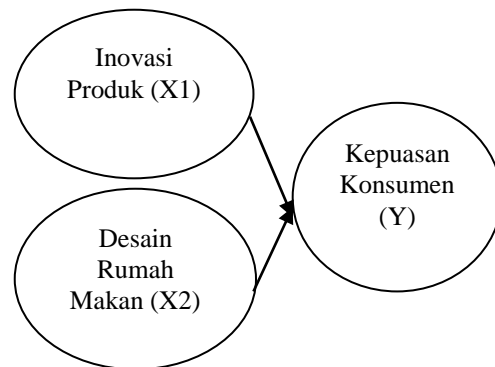 Inovasi
Produk (X1)
Kepuasan
Konsumen
(Y)
Desain
Rumah
Makan (X2)